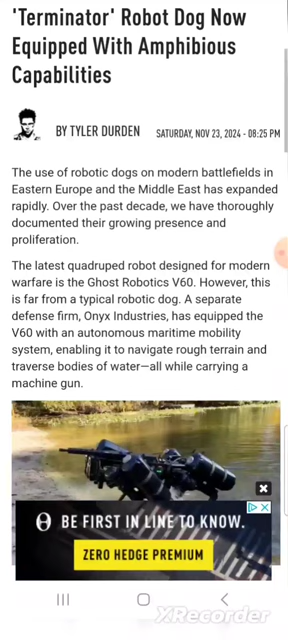 'Terminator' Robot Dog Now
Equipped With Amphibious
Capabilities
BY TYLER DURDEN SATURDAY, NOV 23, 2024 - 08:25 PM
The use of robotic dogs on modern battlefields in
Eastern Europe and the Middle East has expanded
rapidly. Over the past decade, we have thoroughly
documented their growing presence and
proliferation.
The latest quadruped robot designed for modern
warfare is the Ghost Robotics V60. However, this
is far from a typical robotic dog. A separate
defense firm, Onyx Industries, has equipped the
V60 with an autonomous maritime mobility
system, enabling it to navigate rough terrain and
traverse bodies of water—all while carrying a
machine gun.
BE FIRST IN LINE TO KNOW.
ZERO HEDGE PREMIUM
XRecorder